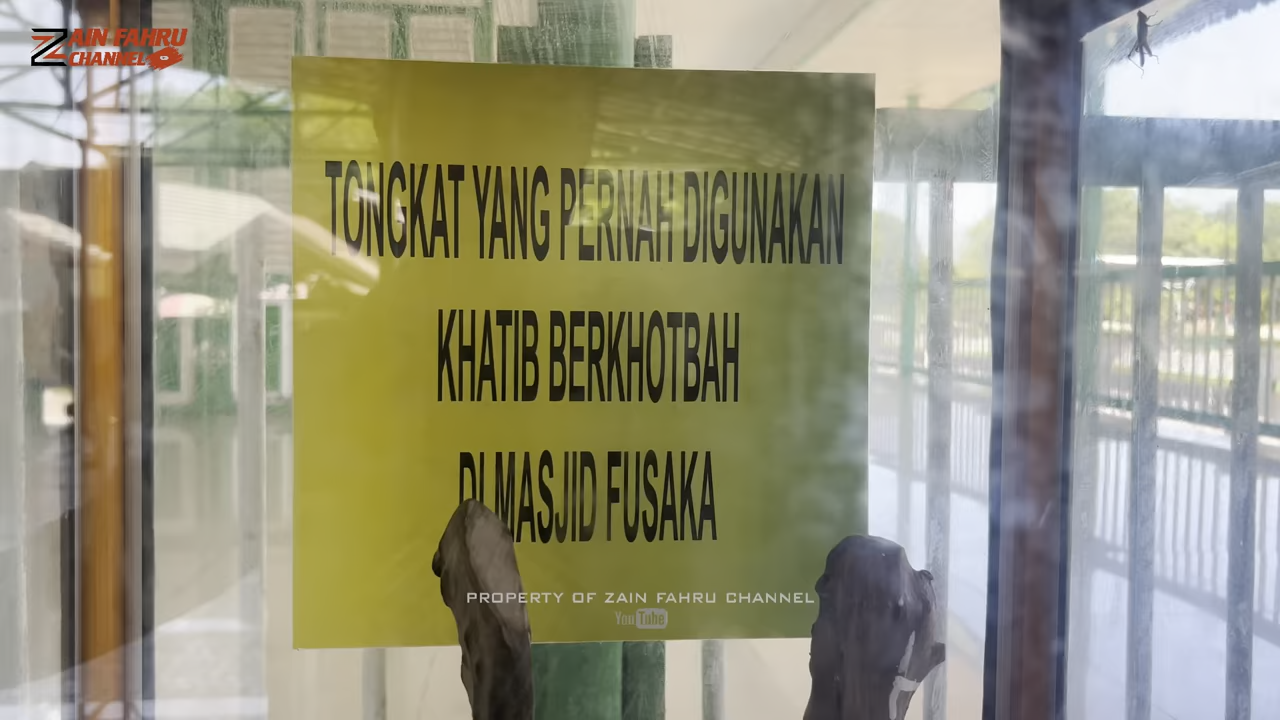 ZAIN FAHRU
CHANNEL
TONGKAT YANG PERNAH DIGUNAKAN
KHATIB BERKHOTBAH
DI MASJID FUSAKA
PROPERTY OF ZAIN FAHRU CHANNEL
YouTube